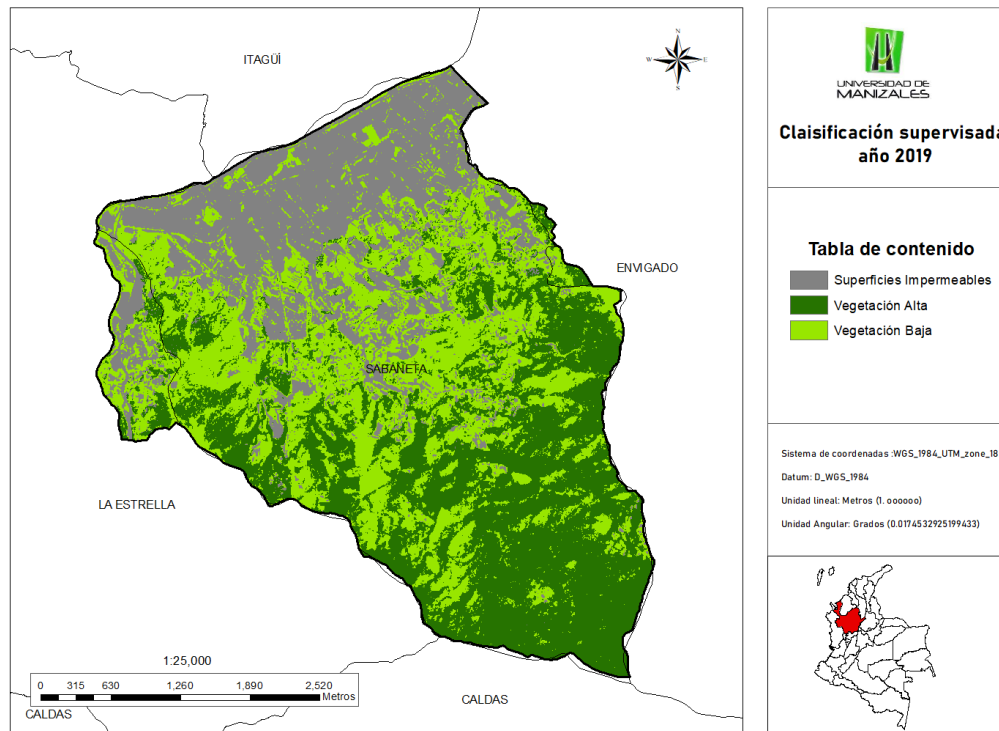 ITAGÜÍ
N
W
E
S
ENVIGADO
SABANETA
LA ESTRELLA
1:25,000
0 315 630 1,260 1,890 2,520
Metros
CALDAS
CALDAS
UNIVERSIDAD DE
MANIZALES
Claisificación supervisada
año 2019
Tabla de contenido
Superficies Impermeables
Vegetación Alta
Vegetación Baja
Sistema de coordenadas :WGS_1984_UTM_zone_18
Datum: D_WGS_1984
Unidad lineal: Metros (1. oooooo)
Unidad Angular: Grados (0.0174532925199433)